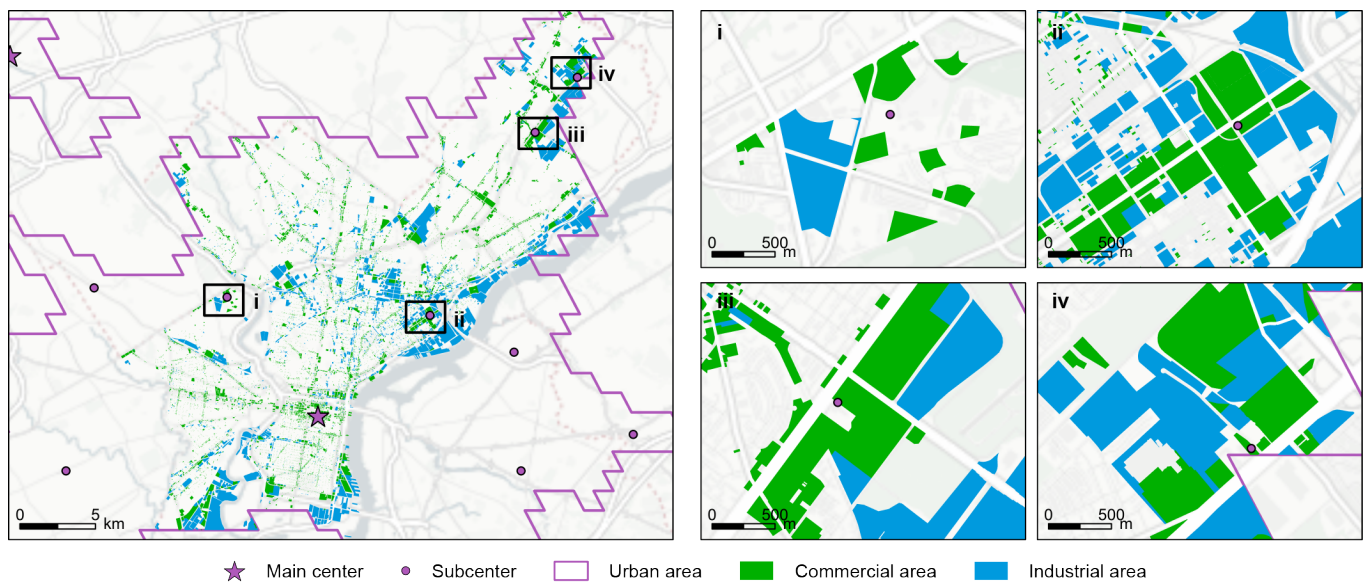 iv
iii
i
ii
0 5 km
i
0 500 m
ii
0 500 m
iii
0 500 m
iv
0 500 m
Main center Subcenter Urban area Commercial area Industrial area